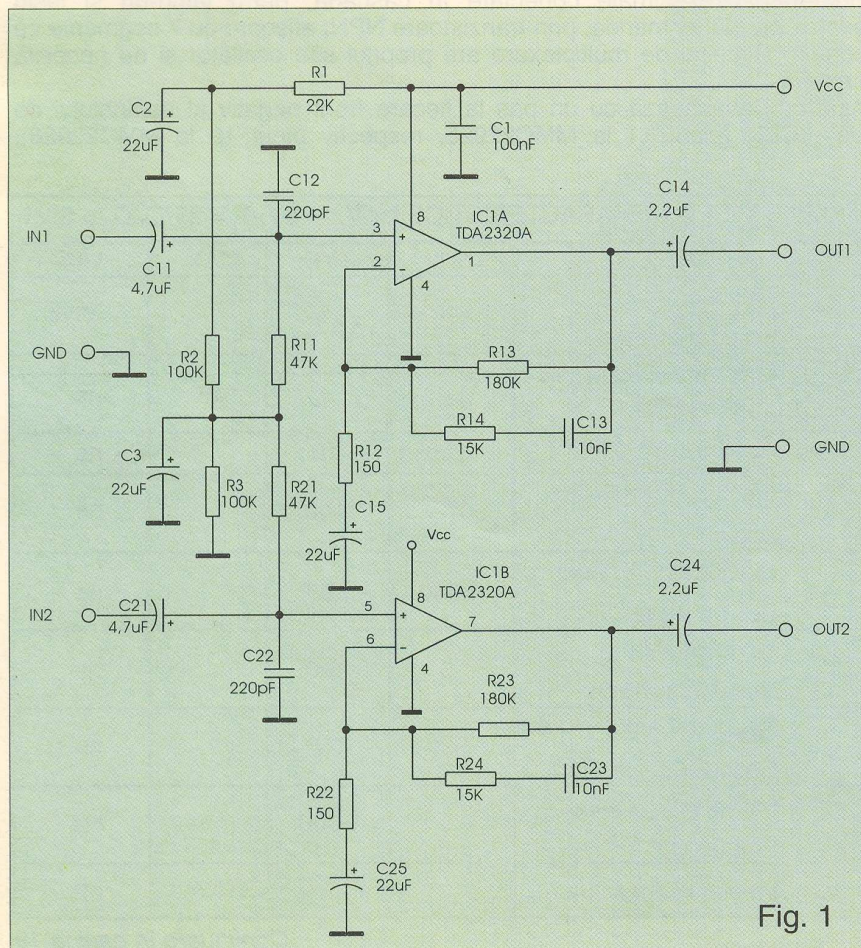 R1
22K
Vcc
C2
22uF
C1
100nF
C12
220pF
C14
2,2uF
IC1A
TDA2320A
IN1
3
+
8
1
2
-
4
OUT1
C11
4,7uF
GND
R2
100K
R11
47K
R13
180K
R14
15K
C13
10nF
C3
22uF
R3
100K
R21
47K
R12
150
C15
22uF
GND
Vcc
8
IC1B
TDA2320A
C24
2,2uF
IN2
C21
4,7uF
5
+
7
6
-
4
OUT2
C22
220pF
R23
180K
R24
15K
C23
10nF
R22
150
C25
22uF
Fig. 1